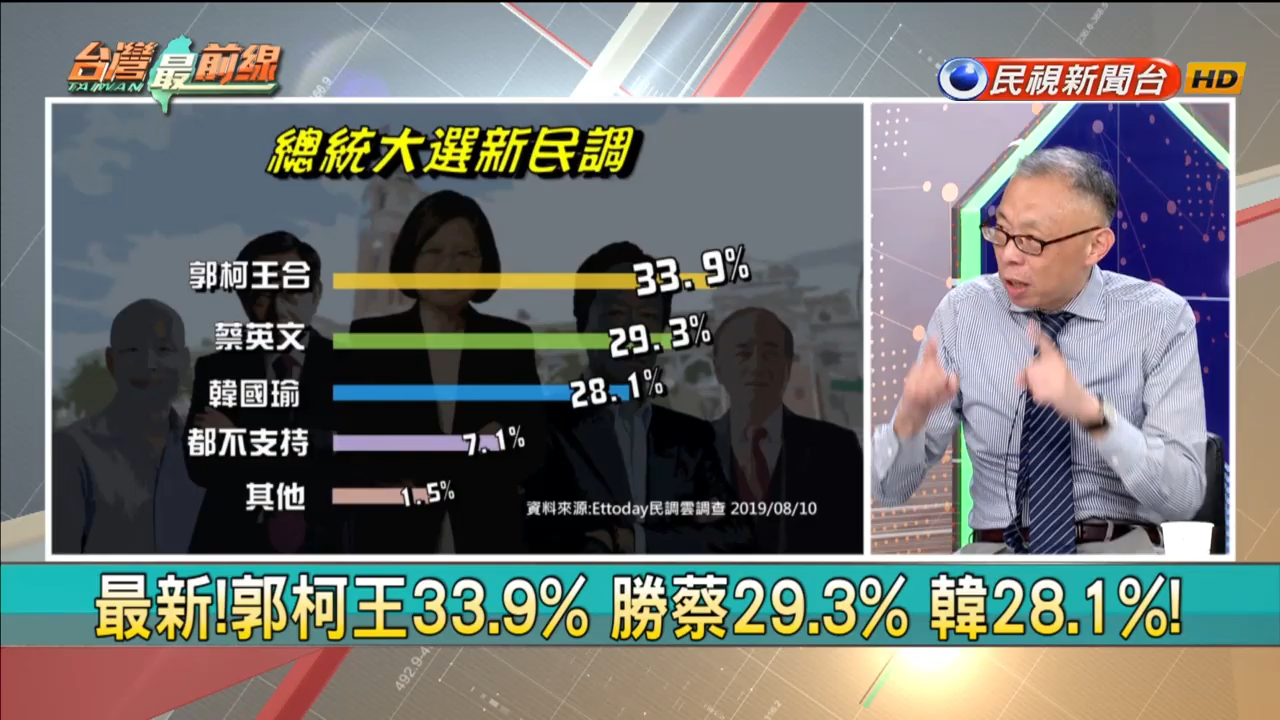 台灣最前線
TAIWAN
民視新聞台 HD
總統大選新民調
郭柯王合 33.9%
蔡英文 29.3%
韓國瑜 28.1%
都不支持 7.1%
其他 1.5%
資料來源:Ettoday民調雲調查 2019/08/10
最新!郭柯王33.9% 勝蔡29.3% 韓28.1%!